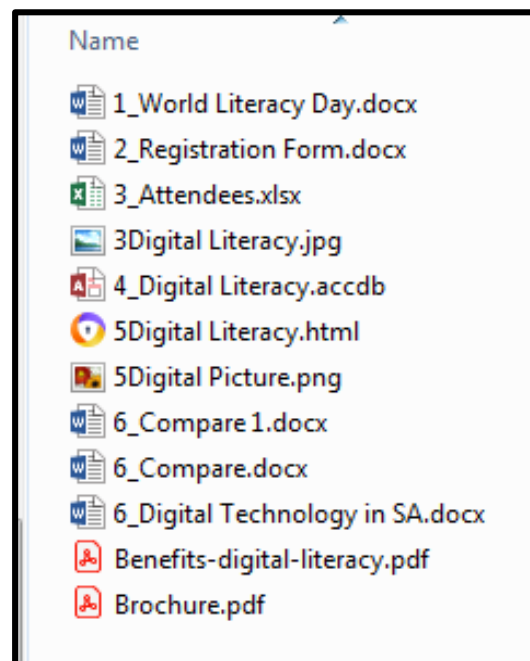 Name
1_World Literacy Day.docx
2_Registration Form.docx
3_Attendees.xlsx
3Digital Literacy.jpg
4_Digital Literacy.accdb
5Digital Literacy.html
5Digital Picture.png
6_Compare 1.docx
6_Compare.docx
6_Digital Technology in SA.docx
Benefits-digital-literacy.pdf
Brochure.pdf